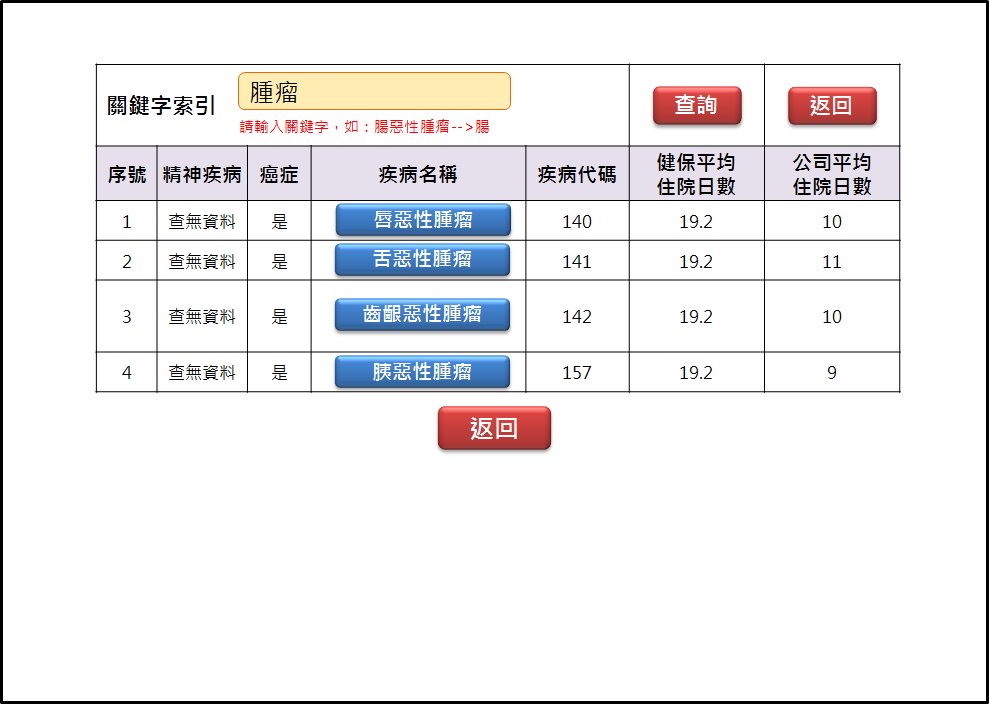 關鍵字索引
腫瘤
請輸入關鍵字，如：腸惡性腫瘤-->腸
查詢
返回
序號 精神疾病 癌症 疾病名稱 疾病代碼 健保平均 公司平均
住院日數 住院日數
1 查無資料 是 唇惡性腫瘤 140 19.2 10
2 查無資料 是 舌惡性腫瘤 141 19.2 11
3 查無資料 是 齒齦惡性腫瘤 142 19.2 10
4 查無資料 是 胰惡性腫瘤 157 19.2 9
返回